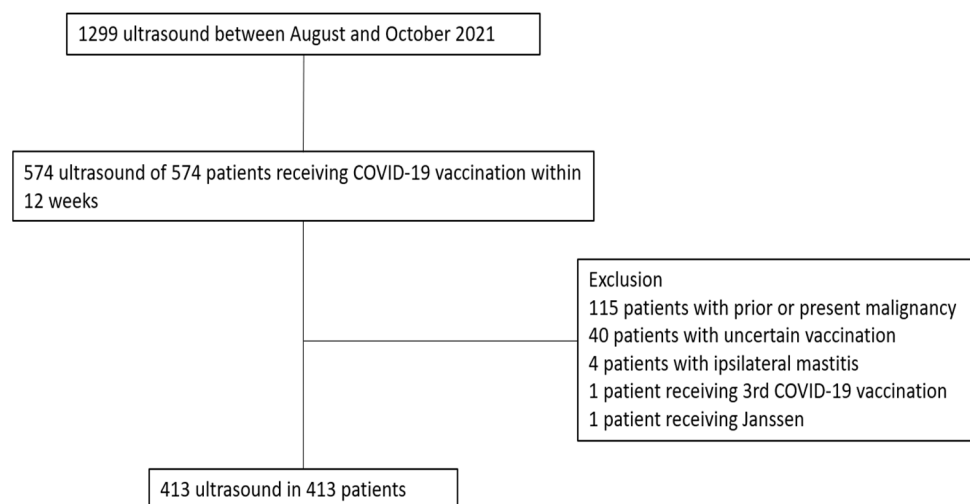 1299 ultrasound between August and October 2021
574 ultrasound of 574 patients receiving COVID-19 vaccination within
12 weeks
Exclusion
115 patients with prior or present malignancy
40 patients with uncertain vaccination
4 patients with ipsilateral mastitis
1 patient receiving 3rd COVID-19 vaccination
1 patient receiving Janssen
413 ultrasound in 413 patients